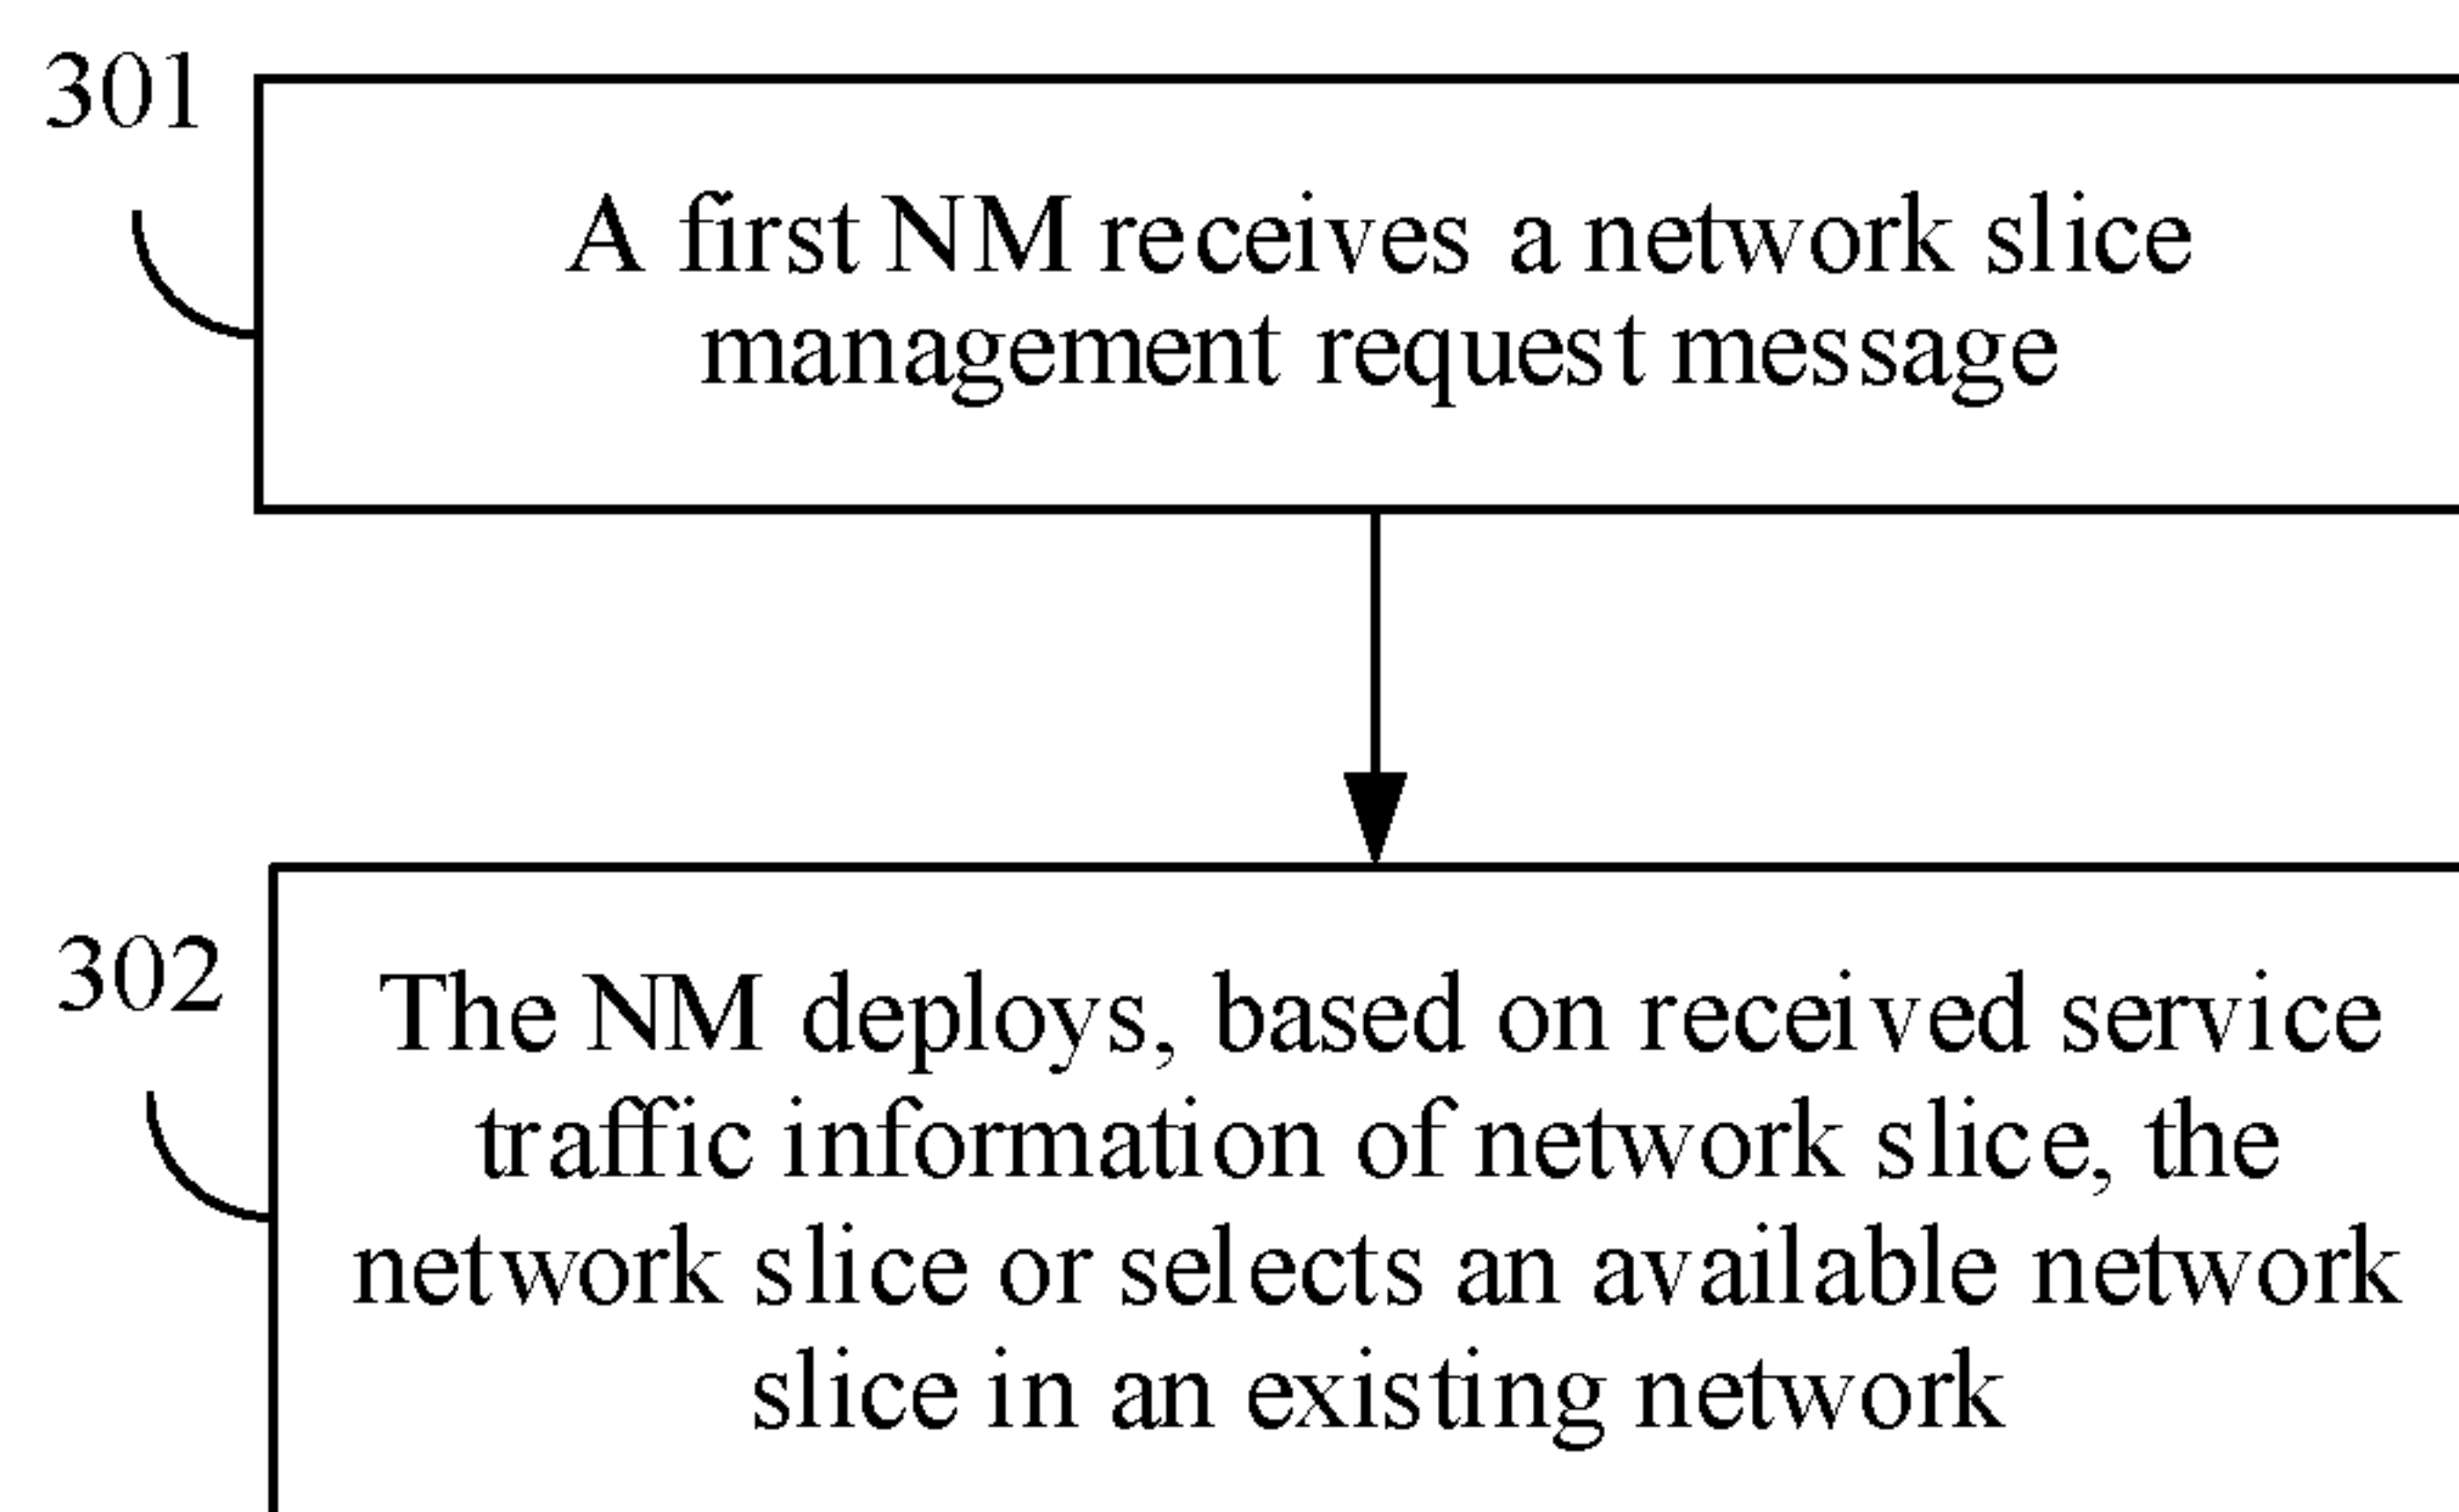 301
A first NM receives a network slice
management request message
302
The NM deploys, based on received service
traffic information of network slice, the
network slice or selects an available network
slice in an existing network